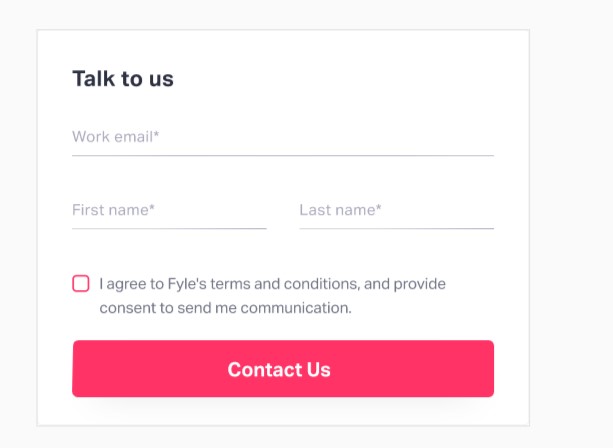 Talk to us
Work email*
First name* Last name*
I agree to Fyle's terms and conditions, and provide
consent to send me communication.
Contact Us